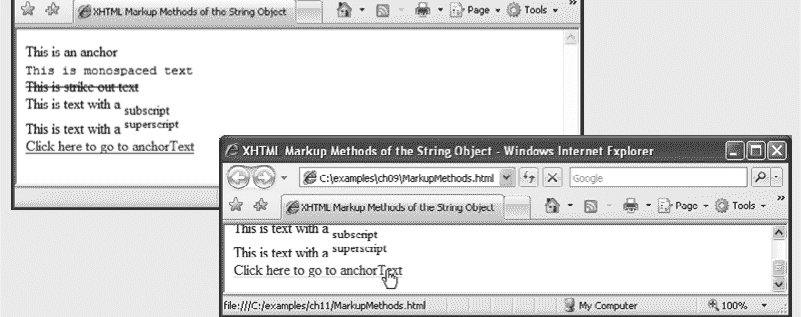 XHTML Markup Methods of the String Object
Page
Tools
This is an anchor
This is monospaced text
This is strike out text
This is text with a subscript
This is text with a superscript
Click here to go to anchorText
XHTML Markup Methods of the String Object - Windows Internet Explorer
C:\examples\ch09\MarkupMethods.html
Google
XHTML Markup Methods of the String Object
Page
Tools
This is text with a subscript
This is text with a superscript
Click here to go to anchorText
file:///C:/examples/ch11/MarkupMethods.html
My Computer
100%